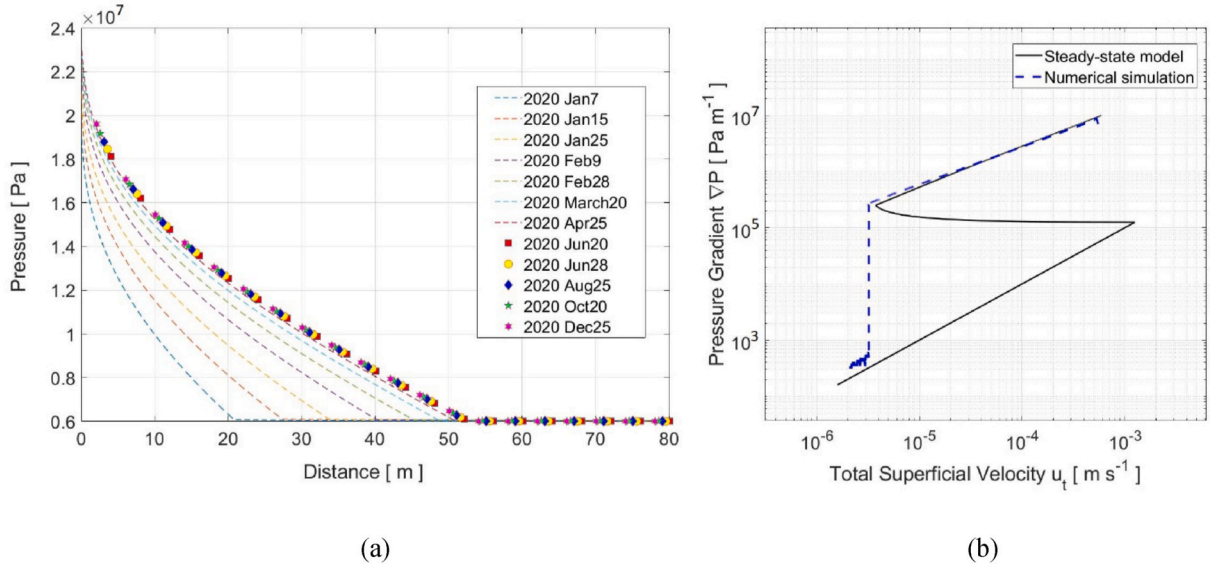 ×10⁷
2.4
2.2
2
1.8
1.6
1.4
1.2
1
0.8
0.6
0 10 20 30 40 50 60 70 80
Pressure [ Pa]
Distance [ m ]
2020 Jan7
2020 Jan15
2020 Jan25
2020 Feb9
2020 Feb28
2020 March20
2020 Apr25
2020 Jun20
2020 Jun28
2020 Aug25
2020 Oct20
2020 Dec25
(a)
Steady-state model
Numerical simulation
10⁷
10⁵
10³
10⁻⁶ 10⁻⁵ 10⁻⁴ 10⁻³
Pressure Gradient ∇P [ Pa m⁻¹]
Total Superficial Velocity uₜ [ m s⁻¹]
(b)